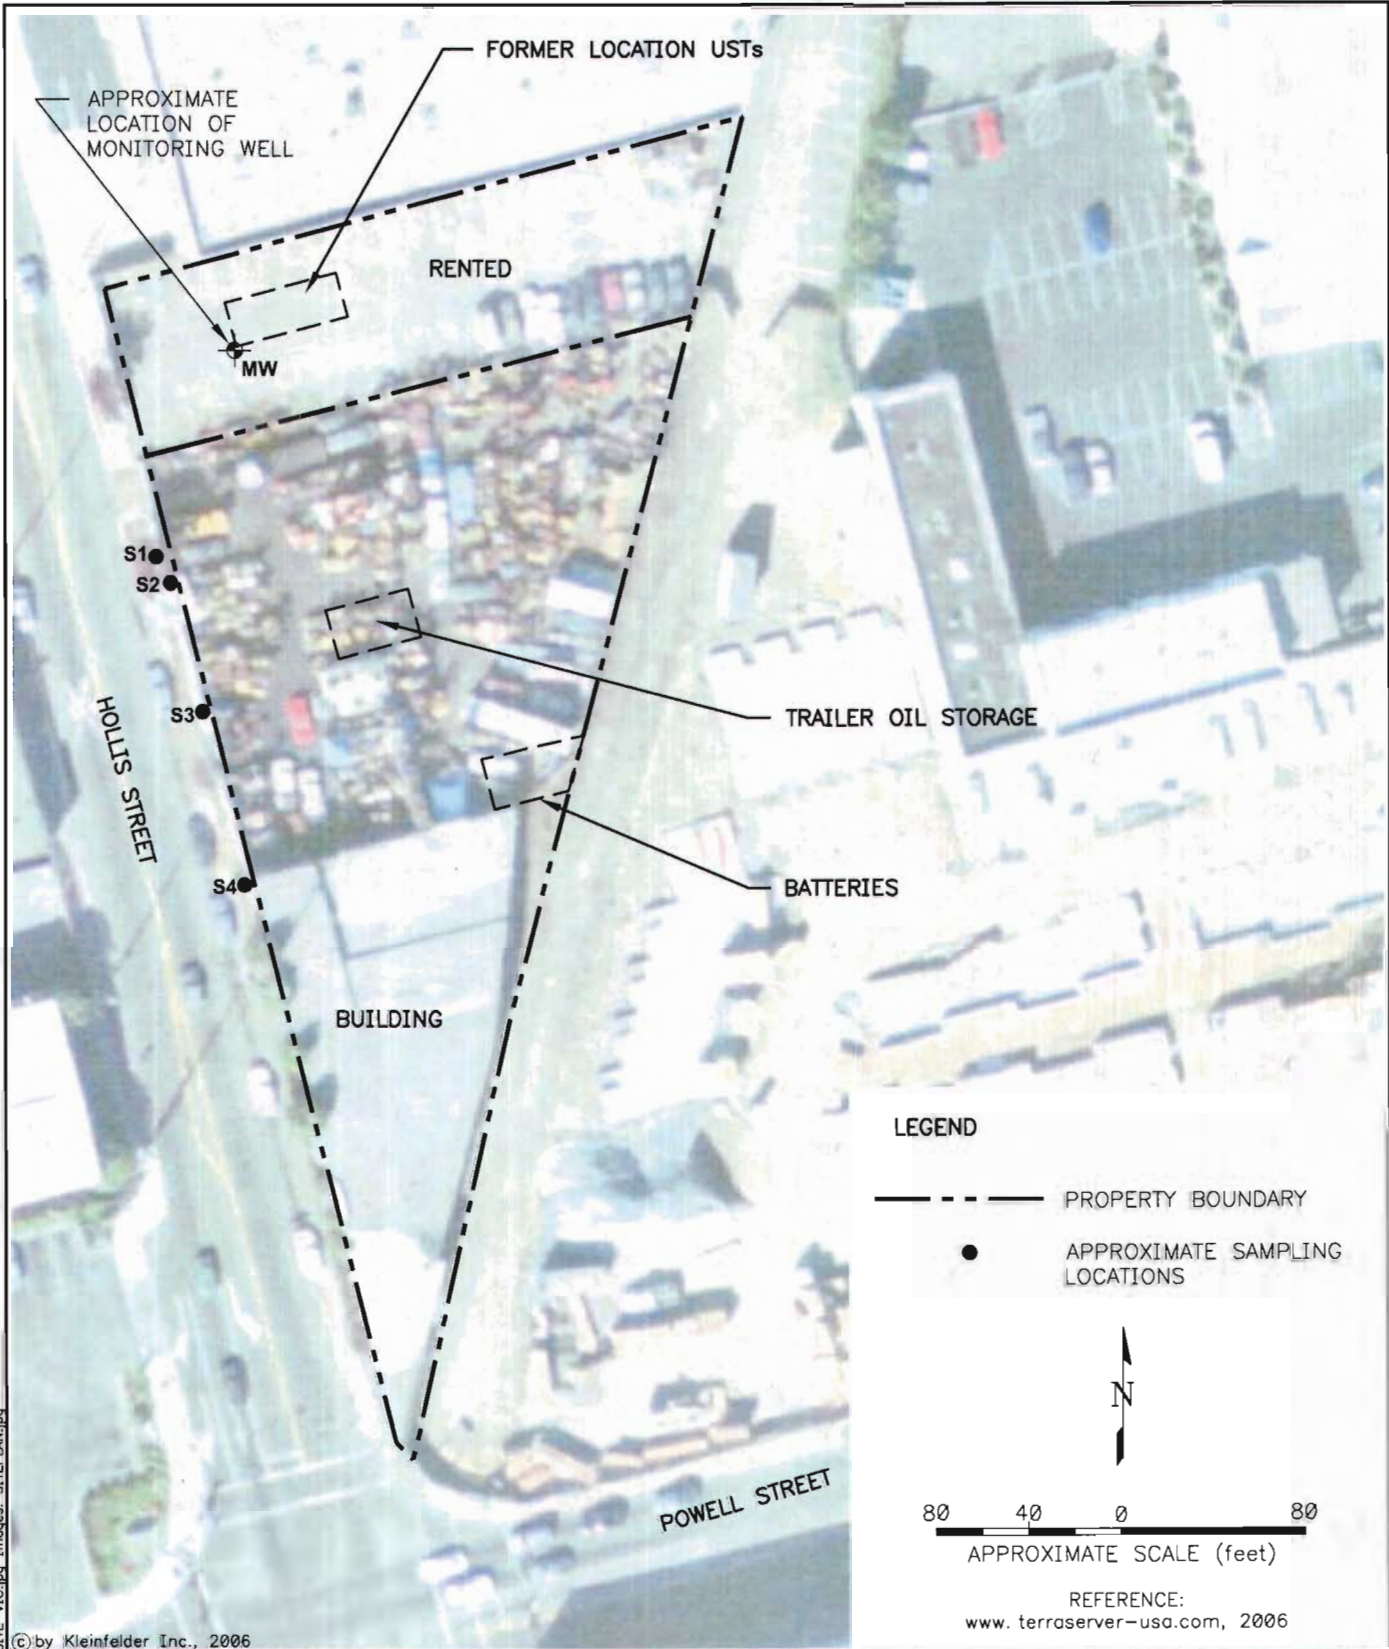 FORMER LOCATION USTs
APPROXIMATE
LOCATION OF
MONITORING WELL
RENTED
MW
S1
S2
S3
HOLLIS STREET
TRAILER OIL STORAGE
S4
BATTERIES
BUILDING
LEGEND
PROPERTY BOUNDARY
APPROXIMATE SAMPLING
LOCATIONS
N
POWELL STREET
80 40 0 80
APPROXIMATE SCALE (feet)
REFERENCE:
www. terraserver-usa.com, 2006
© by Kleinfelder Inc., 2006